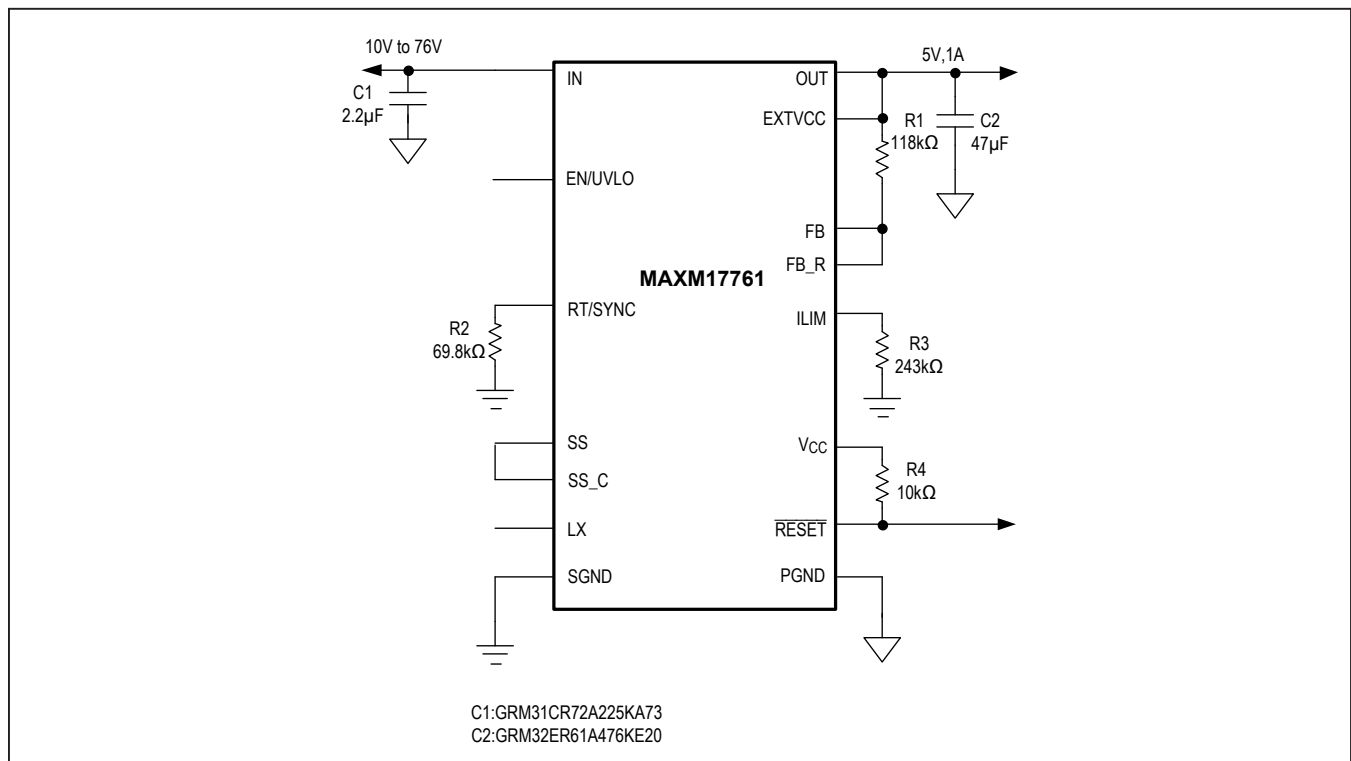 10V to 76V
5V,1A
IN
OUT
C1
2.2µF
EXTVCC
R1
118kΩ
C2
47µF
EN/UVLO
FB
FB_R
MAXM17761
RT/SYNC
ILIM
R2
69.8kΩ
R3
243kΩ
SS
VCC
SS_C
R4
10kΩ
LX
RESET
SGND
PGND
C1:GRM31CR72A225KA73
C2:GRM32ER61A476KE20